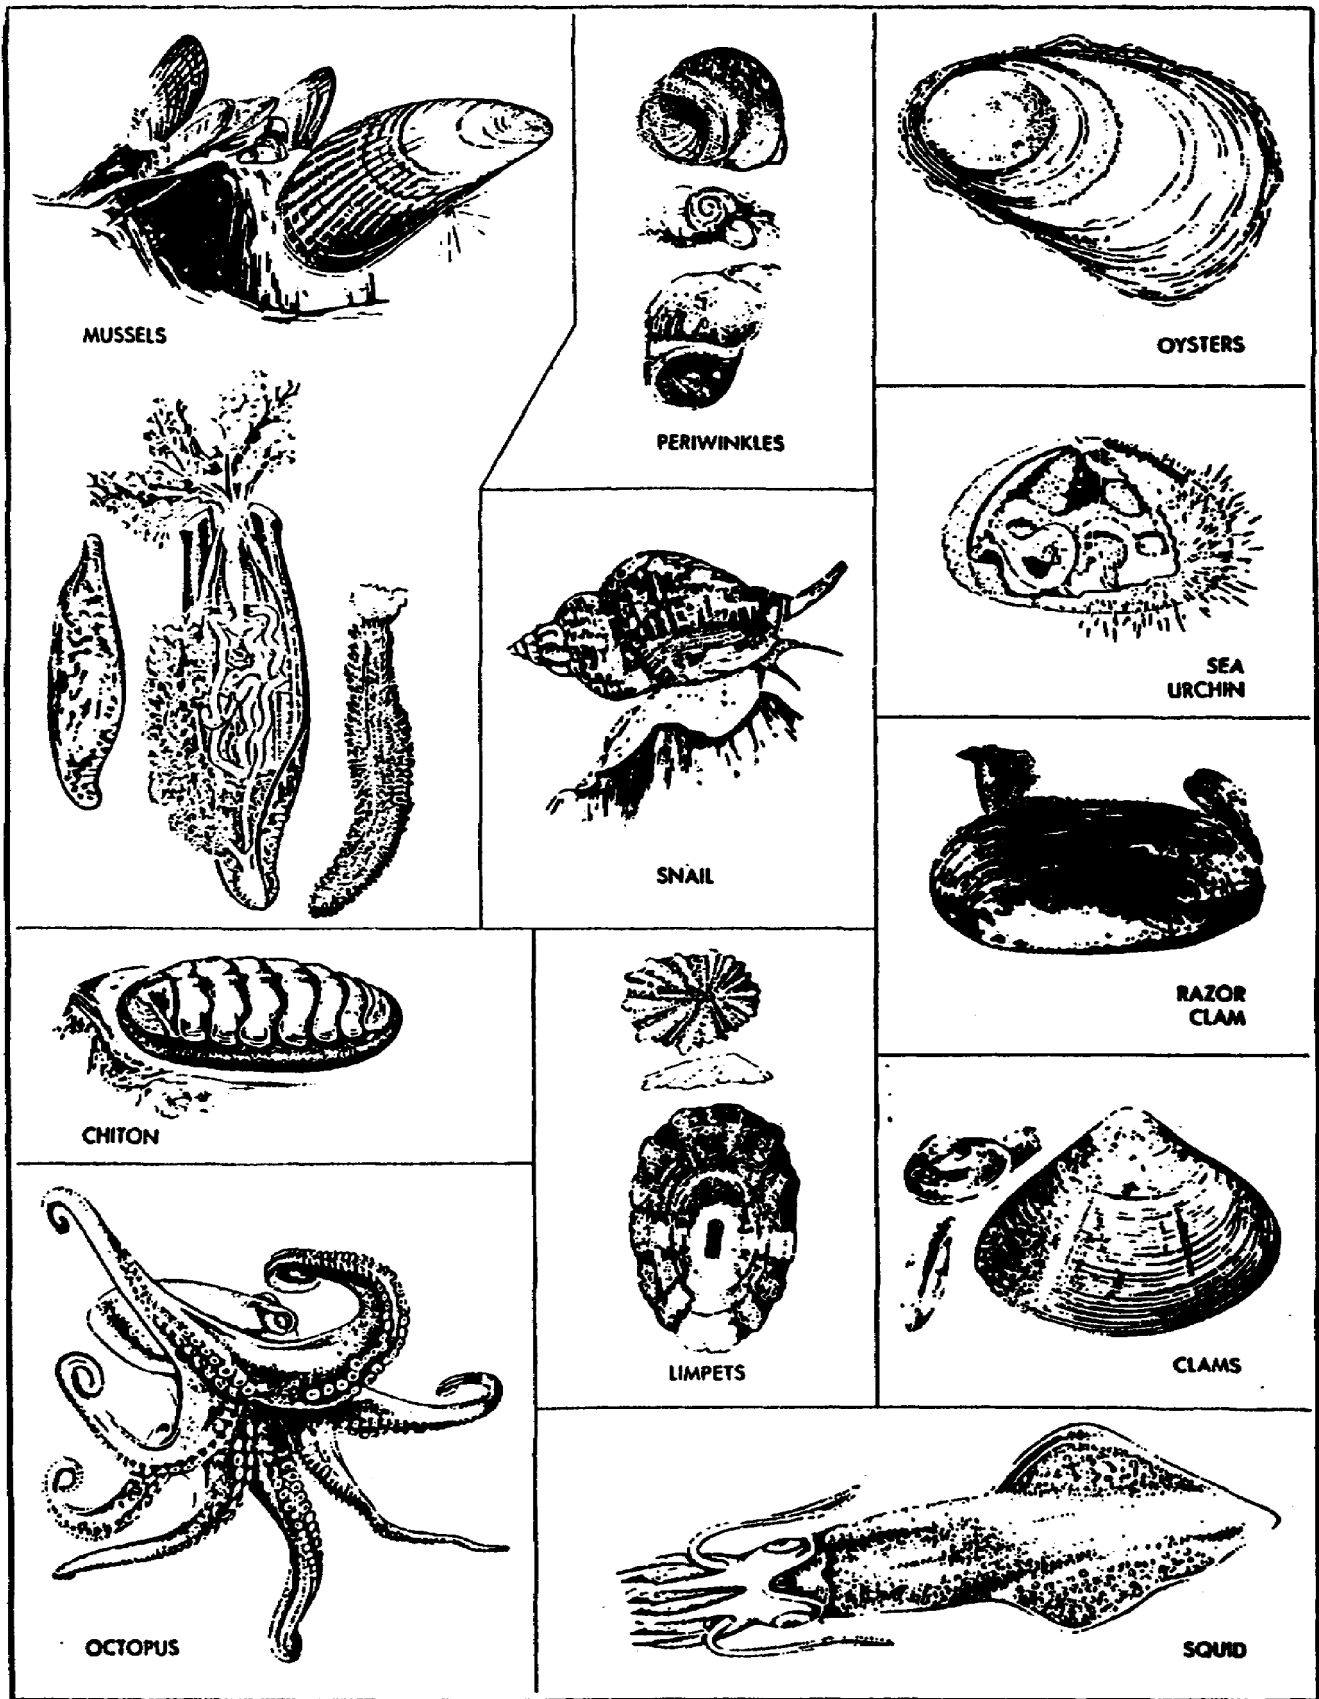 MUSSELS
PERIWINKLES
OYSTERS
SEA
URCHIN
SNAIL
RAZOR
CLAM
CHITON
LIMPETS
CLAMS
OCTOPUS
SQUID